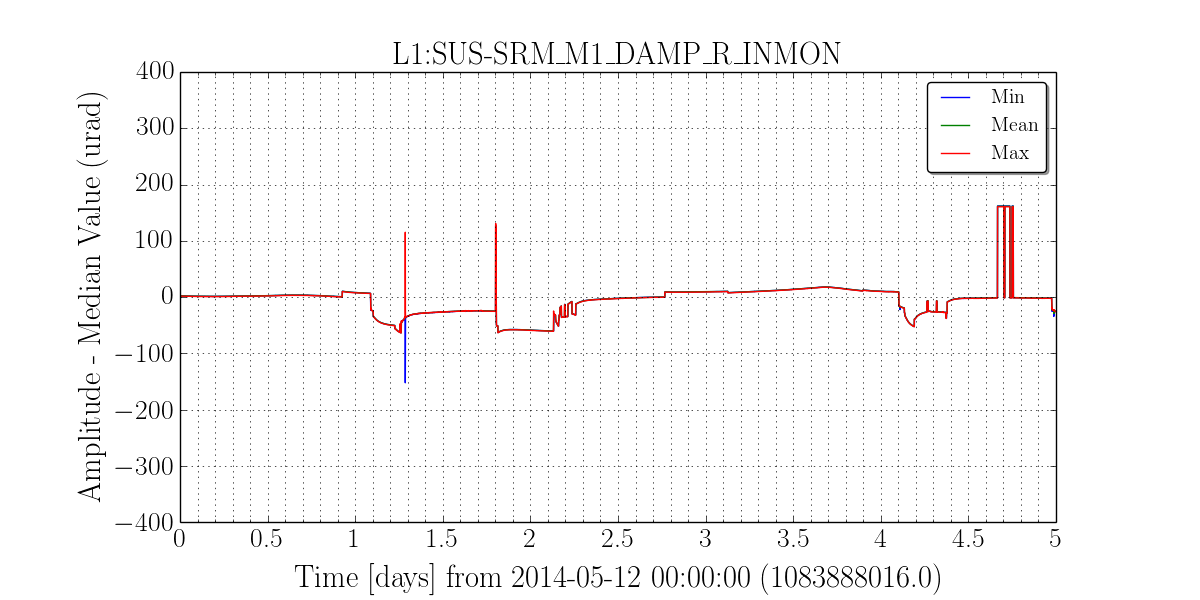 L1:SUS-SRM_M1_DAMP_R_INMON
Amplitude - Median Value (urad)
400
300
200
100
0
−100
−200
−300
−400
Min
Mean
Max
0 0.5 1 1.5 2 2.5 3 3.5 4 4.5 5
Time [days] from 2014-05-12 00:00:00 (1083888016.0)